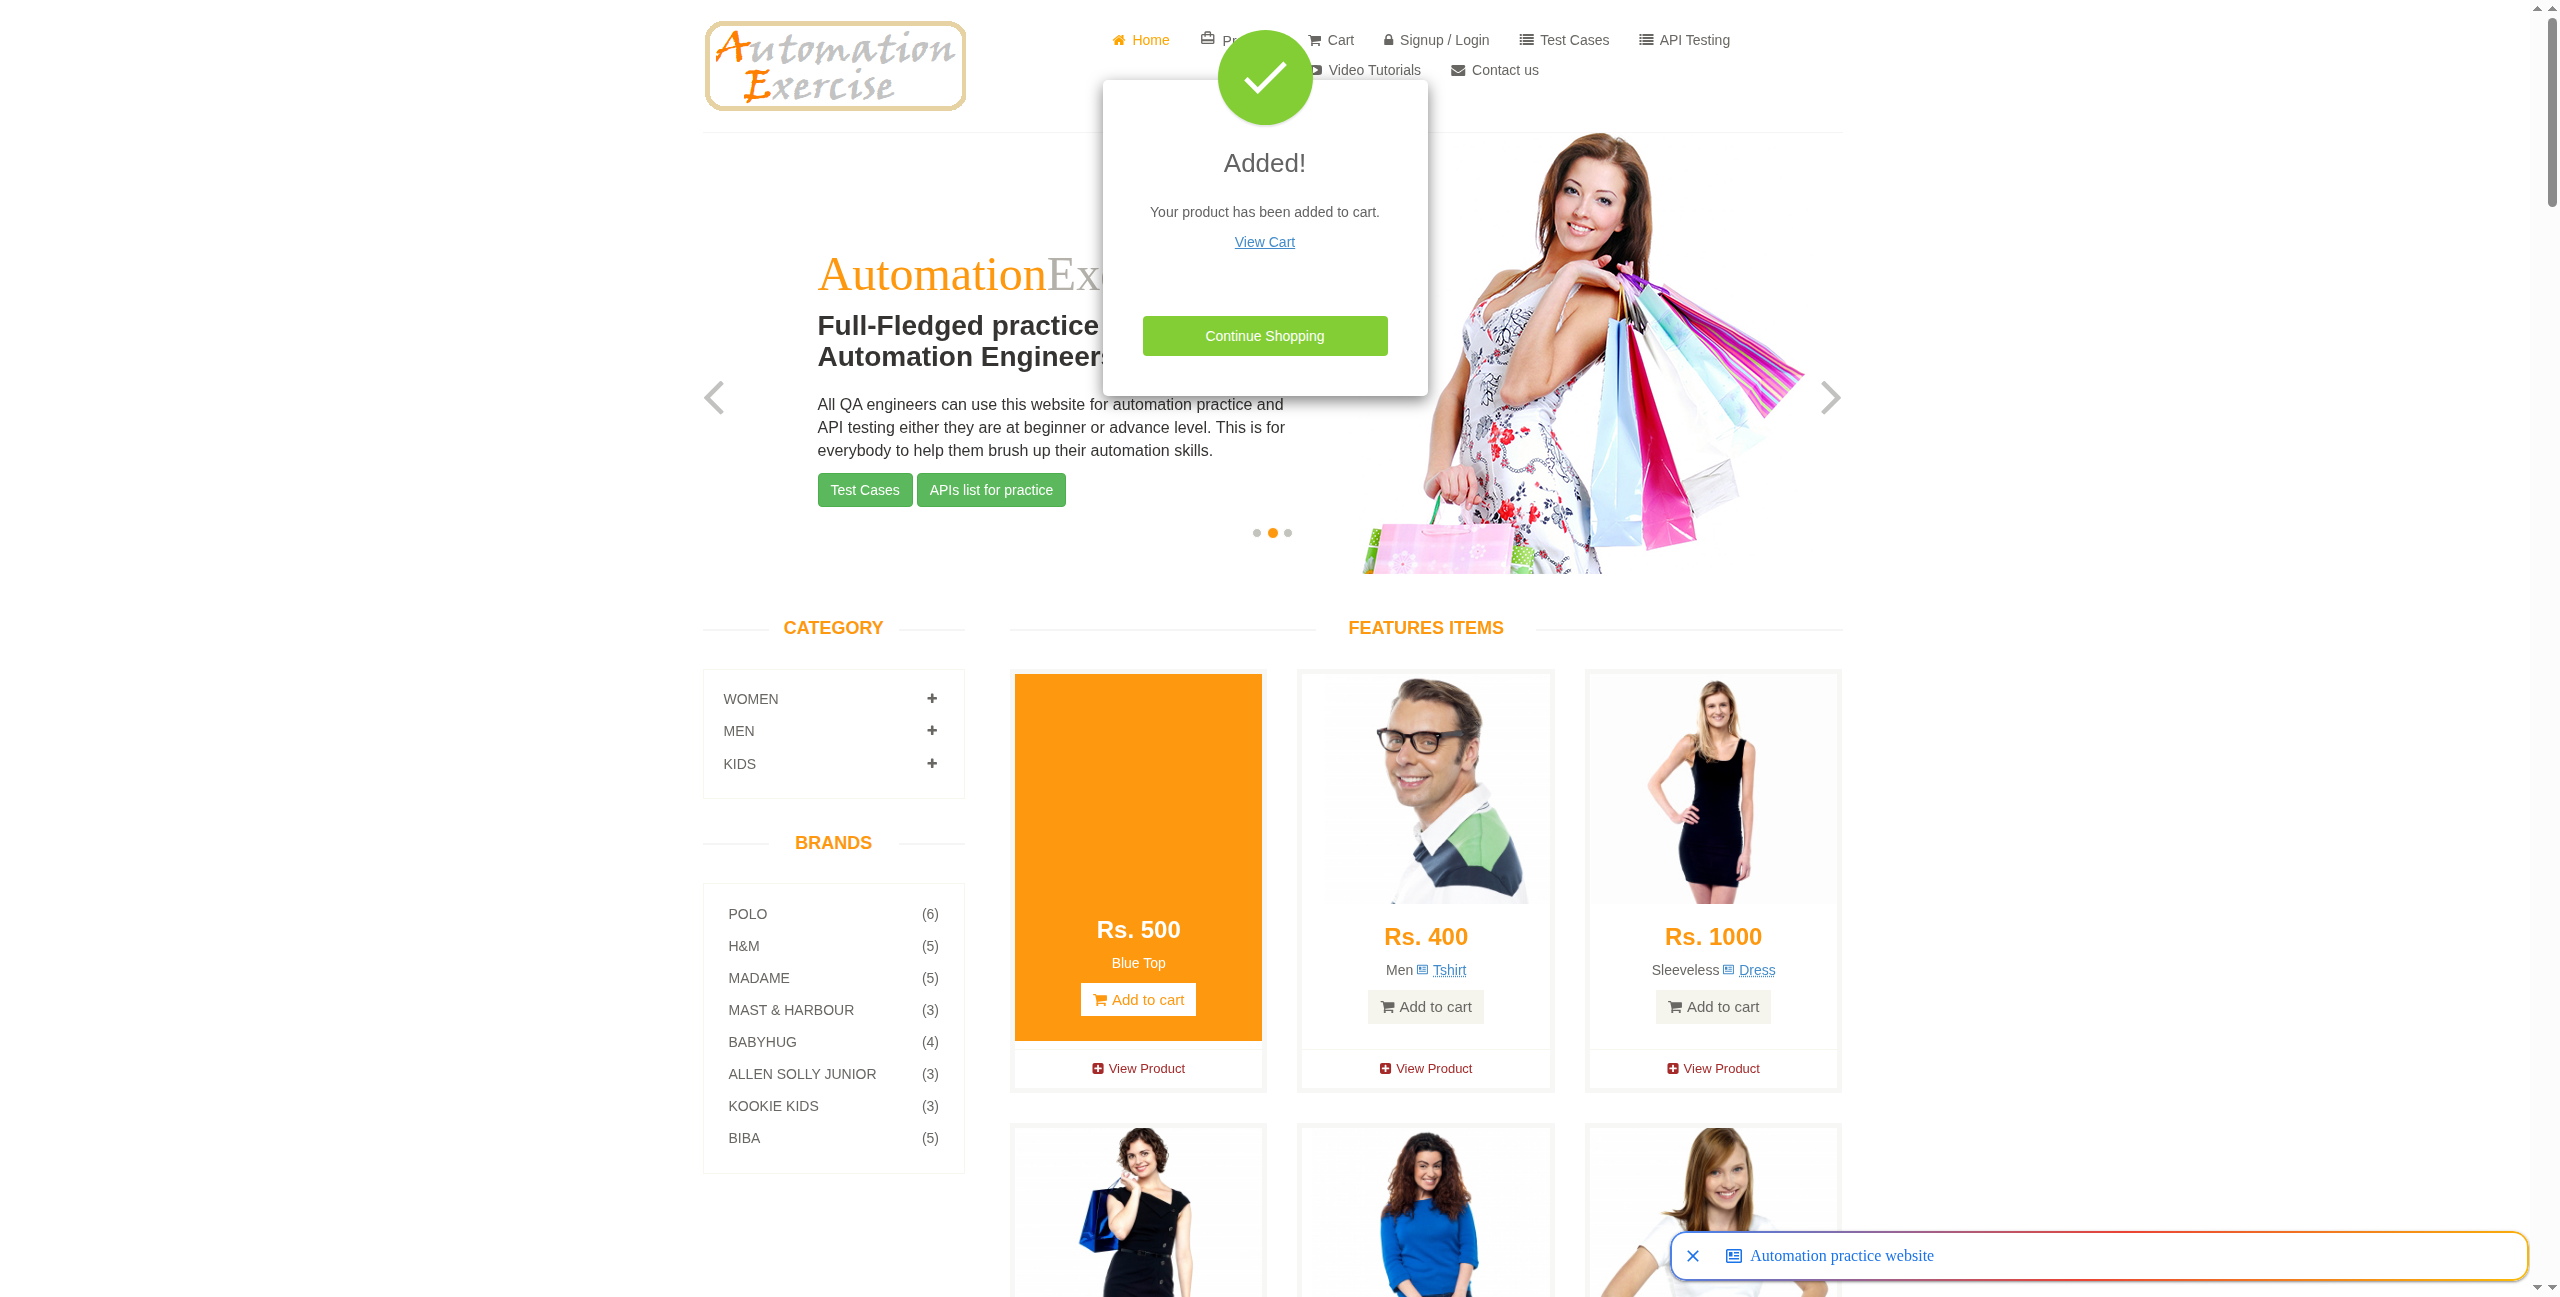 Automation
Exercise
Home
Pr
Cart
Signup / Login
Test Cases
API Testing
Video Tutorials
Contact us
Added!
Your product has been added to cart.
View Cart
Continue Shopping
AutomationEx
Full-Fledged practice
Automation Engineers
All QA engineers can use this website for automation practice and
API testing either they are at beginner or advance level. This is for
everybody to help them brush up their automation skills.
Test Cases
APIs list for practice
CATEGORY
WOMEN
MEN
KIDS
BRANDS
POLO (6)
H&M (5)
MADAME (5)
MAST & HARBOUR (3)
BABYHUG (4)
ALLEN SOLLY JUNIOR (3)
KOOKIE KIDS (3)
BIBA (5)
FEATURES ITEMS
Rs. 500
Blue Top
Add to cart
View Product
Rs. 400
Men Tshirt
Add to cart
View Product
Rs. 1000
Sleeveless Dress
Add to cart
View Product
Automation practice website